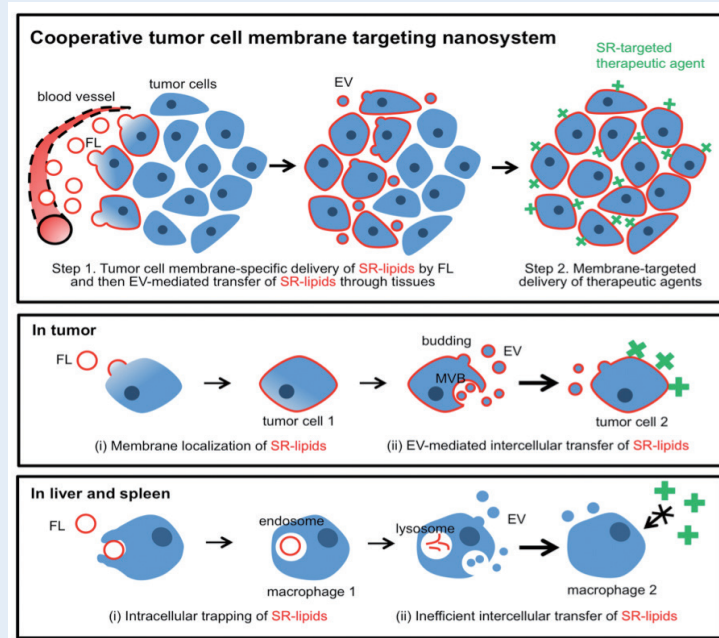 Cooperative tumor cell membrane targeting nanosystem
SR-targeted
therapeutic agent
tumor cells
EV
blood vessel
FL
Step 1. Tumor cell membrane-specific delivery of SR-lipids by FL
and then EV-mediated transfer of SR-lipids through tissues
Step 2. Membrane-targeted
delivery of therapeutic agents
In tumor
FL
budding
EV
MVB
tumor cell 1
tumor cell 2
(i) Membrane localization of SR-lipids
(ii) EV-mediated intercellular transfer of SR-lipids
In liver and spleen
FL
endosome
lysosome
EV
macrophage 1
macrophage 2
(i) Intracellular trapping of SR-lipids
(ii) Inefficient intercellular transfer of SR-lipids